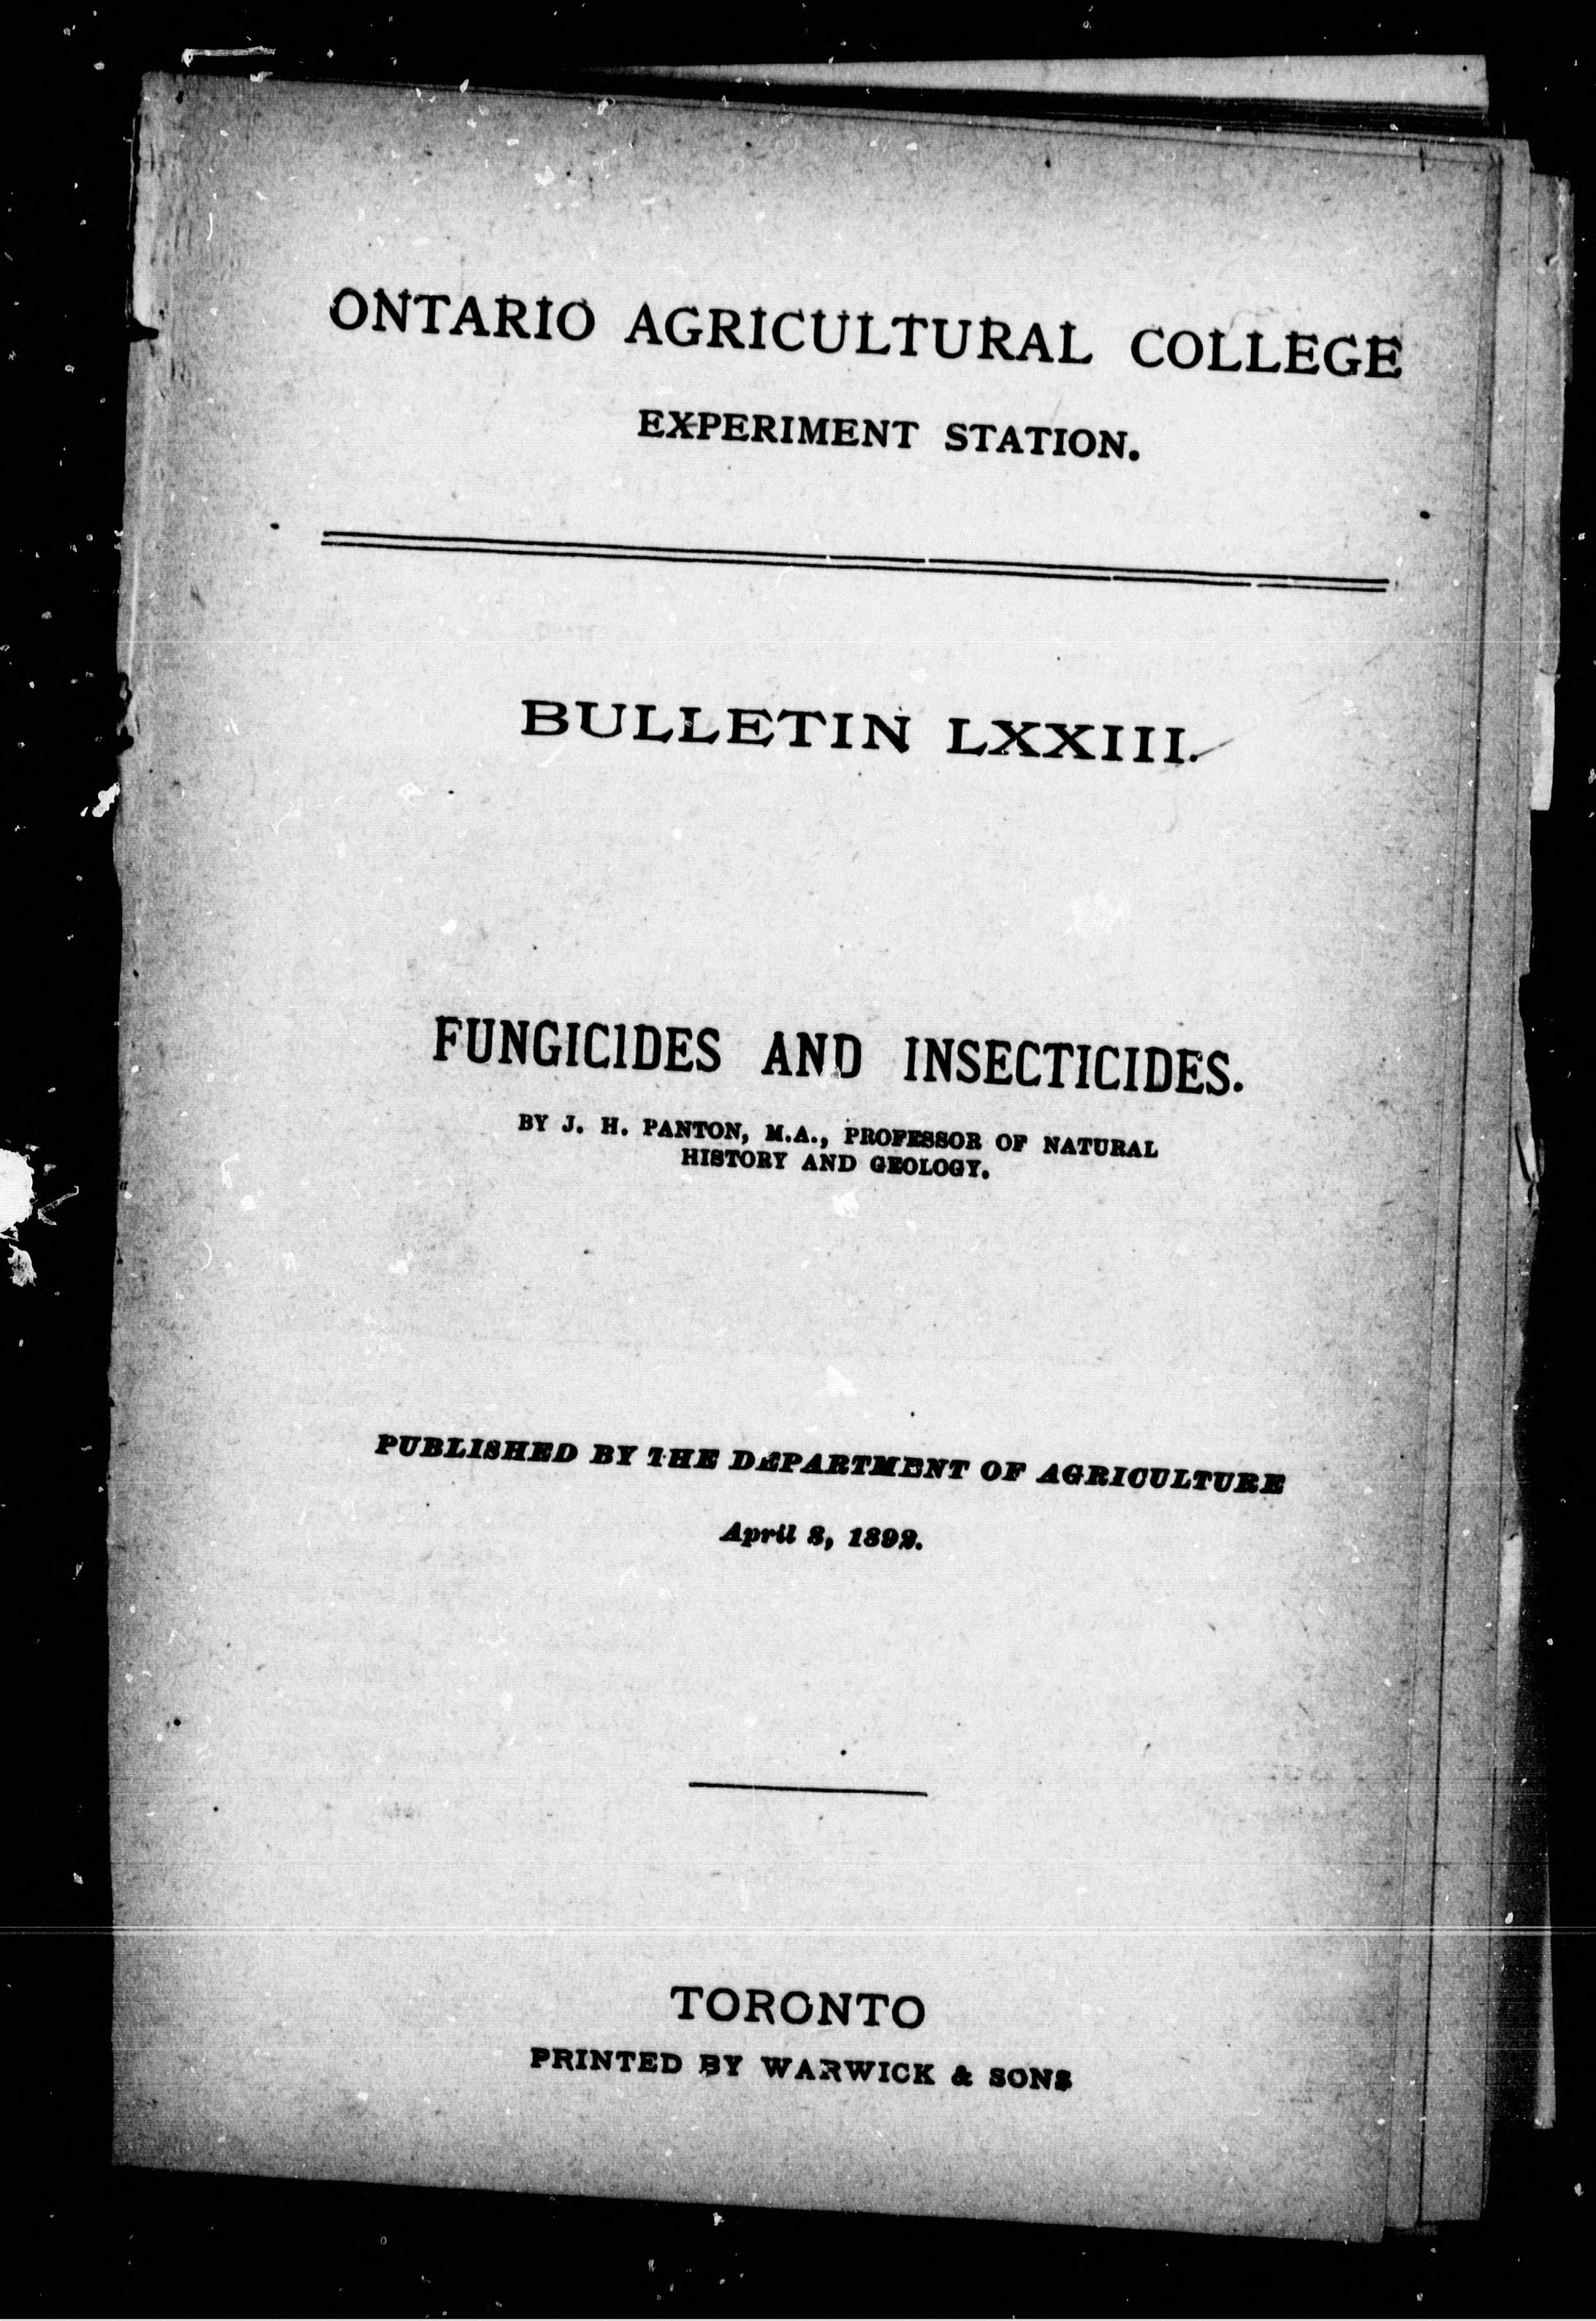 ONTARIO AGRICULTURAL COLLEGE
EXPERIMENT STATION.
BULLETIN LXXIII.
FUNGICIDES AND INSECTICIDES.
BY J. H. PANTON, M.A., PROFESSOR OF NATURAL
HISTORY AND GEOLOGY.
PUBLISHED BY THE DEPARTMENT OF AGRICULTURE
April 8, 1892.
TORONTO
PRINTED BY WARWICK & SONS